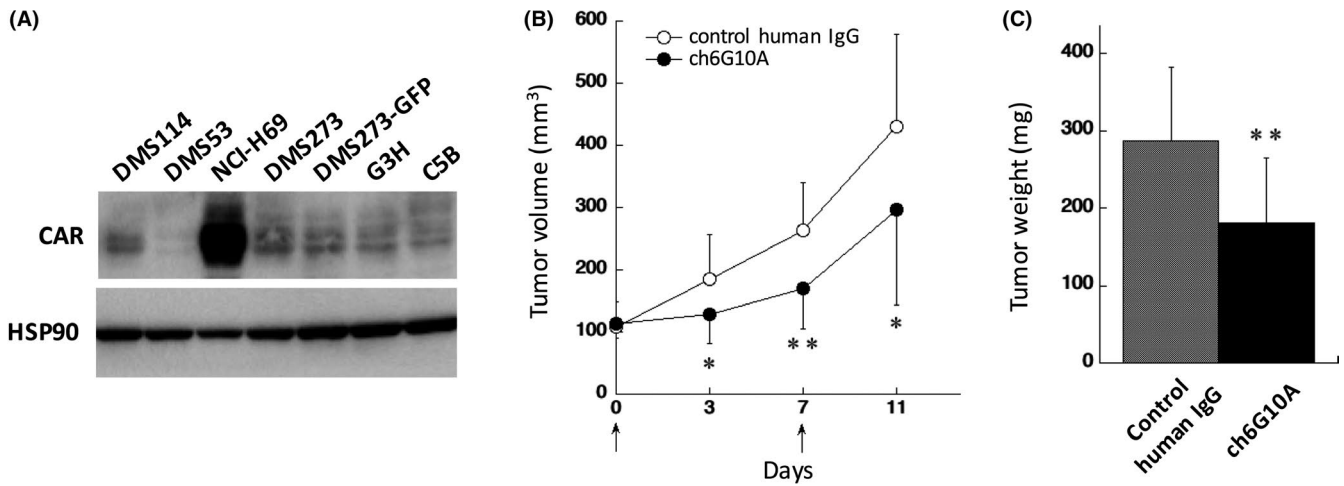 (A)
DMS114
DMS53
NCI-H69
DMS273
DMS273-GFP
G3H
C5B
CAR
HSP90
(B)
600
500
400
300
200
100
0
Tumor volume (mm³)
control human IgG
ch6G10A
*
**
*
0 3 7 11
Days
(C)
400
300
200
100
0
Tumor weight (mg)
**
Control
human IgG
ch6G10A